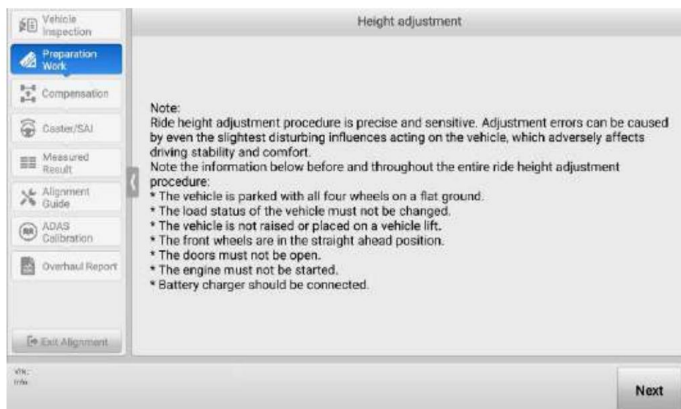 Vehicle
Inspection
Height adjustment
Preparation
Work
Compensation
Caster/SAI
Measured
Result
Alignment
Guide
ADAS
Calibration
Overhaul Report
Exit Alignment
Note:
Ride height adjustment procedure is precise and sensitive. Adjustment errors can be caused
by even the slightest disturbing influences acting on the vehicle, which adversely affects
driving stability and comfort.
Note the information below before and throughout the entire ride height adjustment
procedure:
* The vehicle is parked with all four wheels on a flat ground.
* The load status of the vehicle must not be changed.
* The vehicle is not raised or placed on a vehicle lift.
* The front wheels are in the straight ahead position.
* The doors must not be open.
* The engine must not be started.
* Battery charger should be connected.
VIN:
Info:
Next